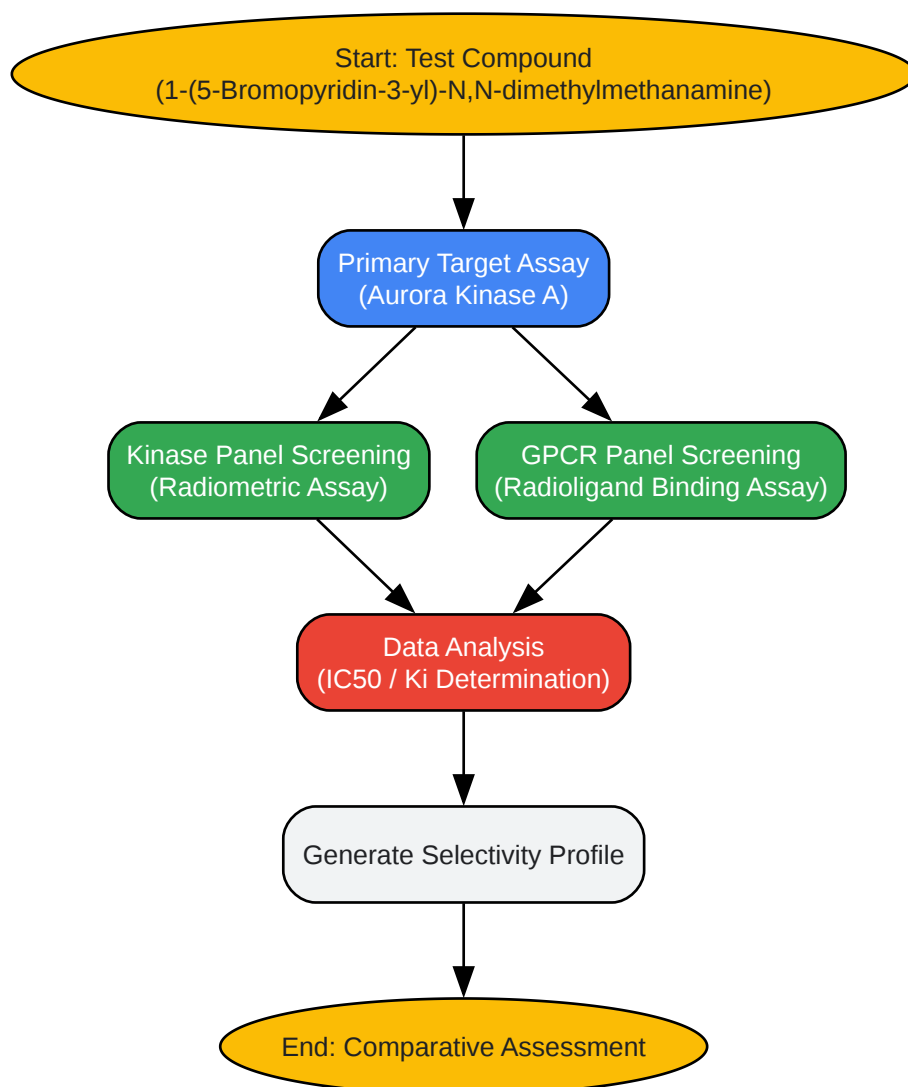 Start: Test Compound
(1-(5-Bromopyridin-3-yl)-N,N-dimethylmethanamine)
Primary Target Assay
(Aurora Kinase A)
Kinase Panel Screening
(Radiometric Assay)
GPCR Panel Screening
(Radioligand Binding Assay)
Data Analysis
(IC50 / Ki Determination)
Generate Selectivity Profile
End: Comparative Assessment